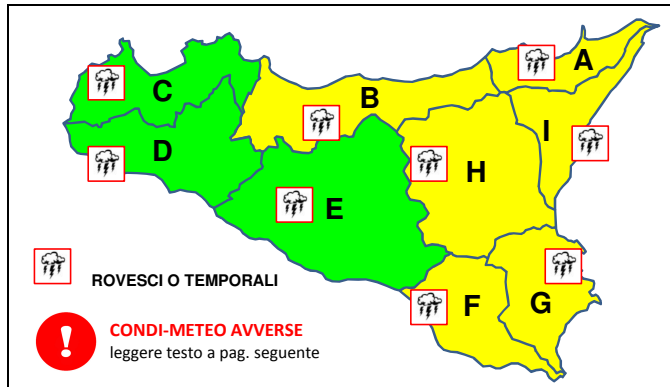 A
B
C
I
D
H
E
F
G
ROVESCI O TEMPORALI
!
CONDI-METEO AVVERSE
leggere testo a pag. seguente